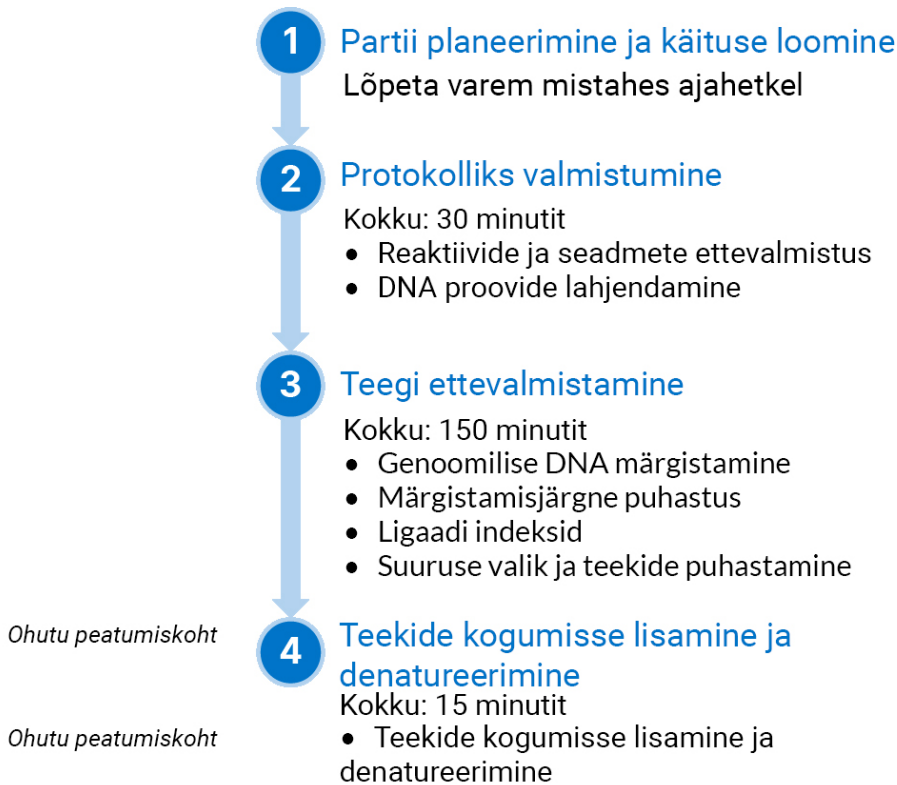 1 Partii planeerimine ja käituse loomine
Lõpeta varem mistahes ajahetkel
2 Protokolliks valmistumine
Kokku: 30 minutit
• Reaktiivide ja seadmete ettevalmistus
• DNA proovide lahjendamine
3 Teegi ettevalmistamine
Kokku: 150 minutit
• Genoomilise DNA märgistamine
• Märgistamisjärgne puhastus
• Ligaadi indeksid
• Suuruse valik ja teekide puhastamine
Ohutu peatumiskoht
4 Teekide kogumisse lisamine ja
denatureerimine
Kokku: 15 minutit
Ohutu peatumiskoht
• Teekide kogumisse lisamine ja
denatureerimine